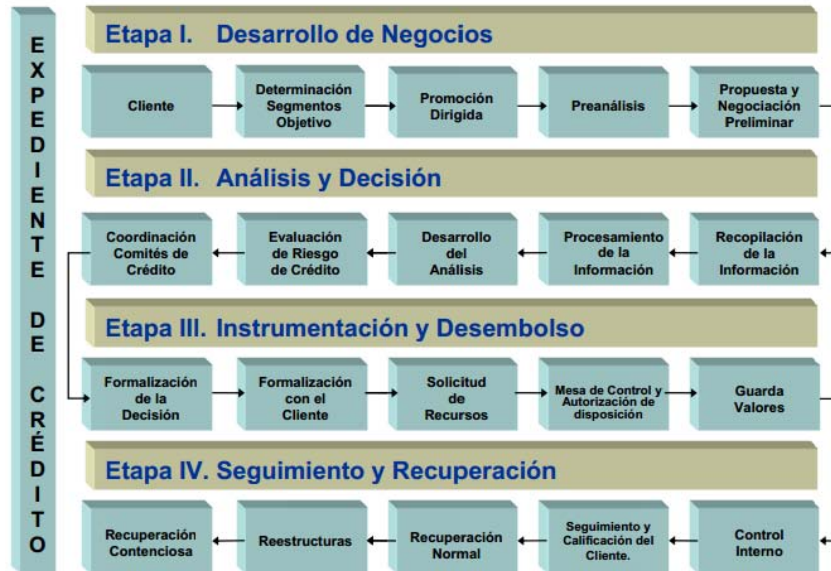 EXPEDIENTE DE CRÉDITO
Etapa I. Desarrollo de Negocios
Cliente
Determinación
Segmentos
Objetivo
Promoción
Dirigida
Preanálisis
Propuesta y
Negociación
Preliminar
Etapa II. Análisis y Decisión
Coordinación
Comités de
Crédito
Evaluación
de Riesgo
de Crédito
Desarrollo
del
Análisis
Procesamiento
de la
Información
Recopilación
de la
Información
Etapa III. Instrumentación y Desembolso
Formalización
de la
Decisión
Formalización
con el
Cliente
Solicitud
de
Recursos
Mesa de Control y
Autorización de
disposición
Guarda
Valores
Etapa IV. Seguimiento y Recuperación
Recuperación
Contenciosa
Reestructuras
Recuperación
Normal
Seguimiento y
Calificación del
Cliente.
Control
Interno